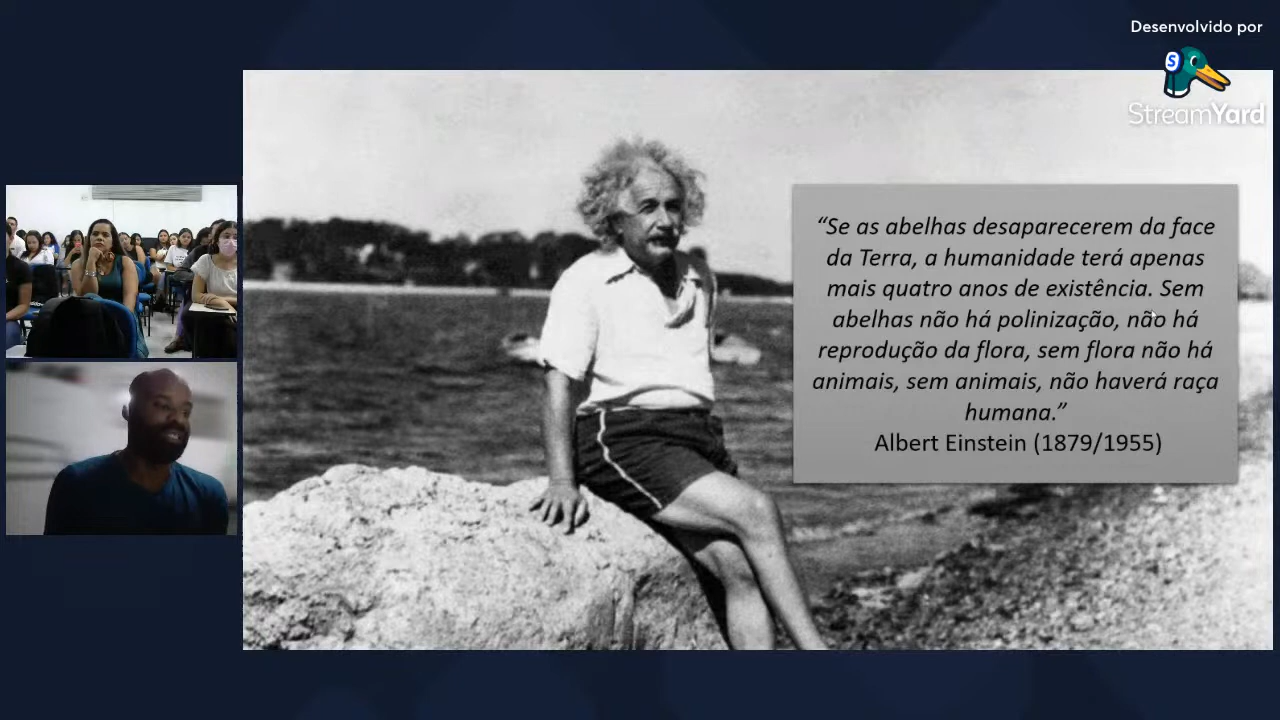 Desenvolvido por
S
StreamYard
“Se as abelhas desaparecerem da face
da Terra, a humanidade terá apenas
mais quatro anos de existência. Sem
abelhas não há polinização, não há
reprodução da flora, sem flora não há
animais, sem animais, não haverá raça
humana.”
Albert Einstein (1879/1955)